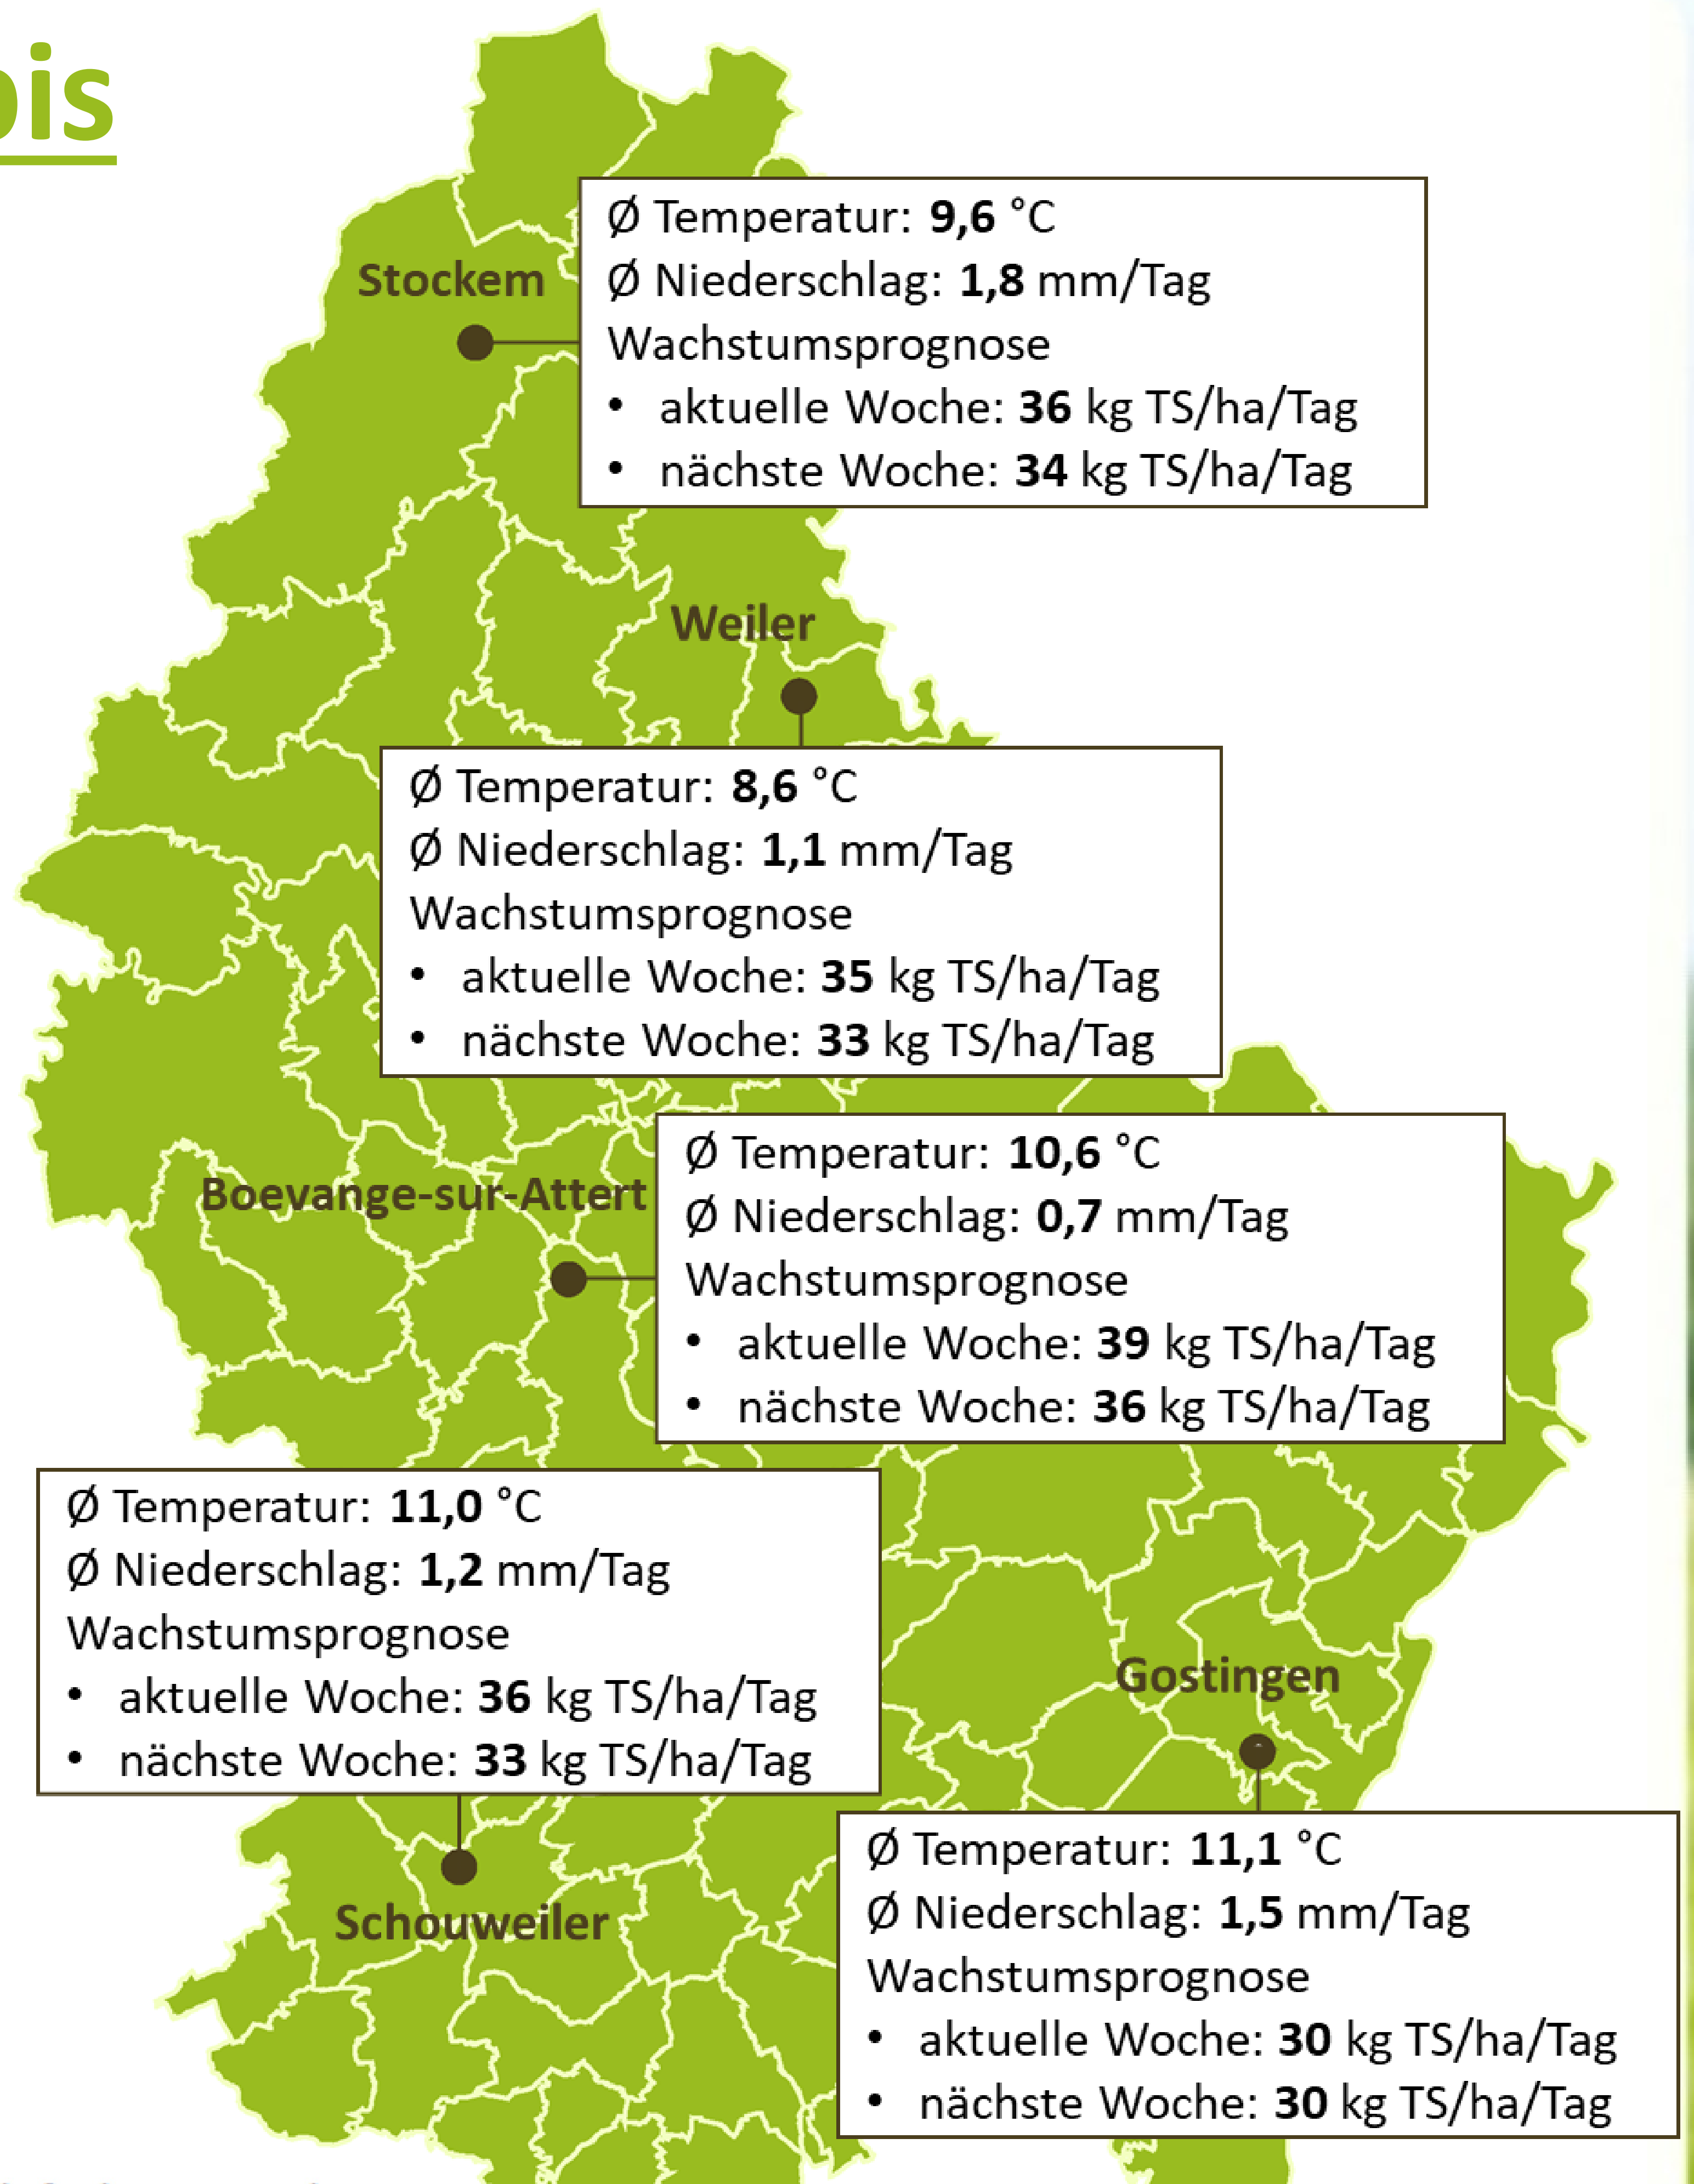 bis
Stockem
Ø Temperatur: 9,6 °C
Ø Niederschlag: 1,8 mm/Tag
Wachstumsprognose
• aktuelle Woche: 36 kg TS/ha/Tag
• nächste Woche: 34 kg TS/ha/Tag
Weiler
Ø Temperatur: 8,6 °C
Ø Niederschlag: 1,1 mm/Tag
Wachstumsprognose
• aktuelle Woche: 35 kg TS/ha/Tag
• nächste Woche: 33 kg TS/ha/Tag
Boevange-sur-Attert
Ø Temperatur: 10,6 °C
Ø Niederschlag: 0,7 mm/Tag
Wachstumsprognose
• aktuelle Woche: 39 kg TS/ha/Tag
• nächste Woche: 36 kg TS/ha/Tag
Ø Temperatur: 11,0 °C
Ø Niederschlag: 1,2 mm/Tag
Wachstumsprognose
• aktuelle Woche: 36 kg TS/ha/Tag
• nächste Woche: 33 kg TS/ha/Tag
Schouweiler
Gostingen
Ø Temperatur: 11,1 °C
Ø Niederschlag: 1,5 mm/Tag
Wachstumsprognose
• aktuelle Woche: 30 kg TS/ha/Tag
• nächste Woche: 30 kg TS/ha/Tag